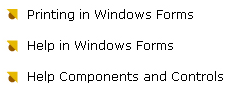 Printing in Windows Forms
Help in Windows Forms
Help Components and Controls